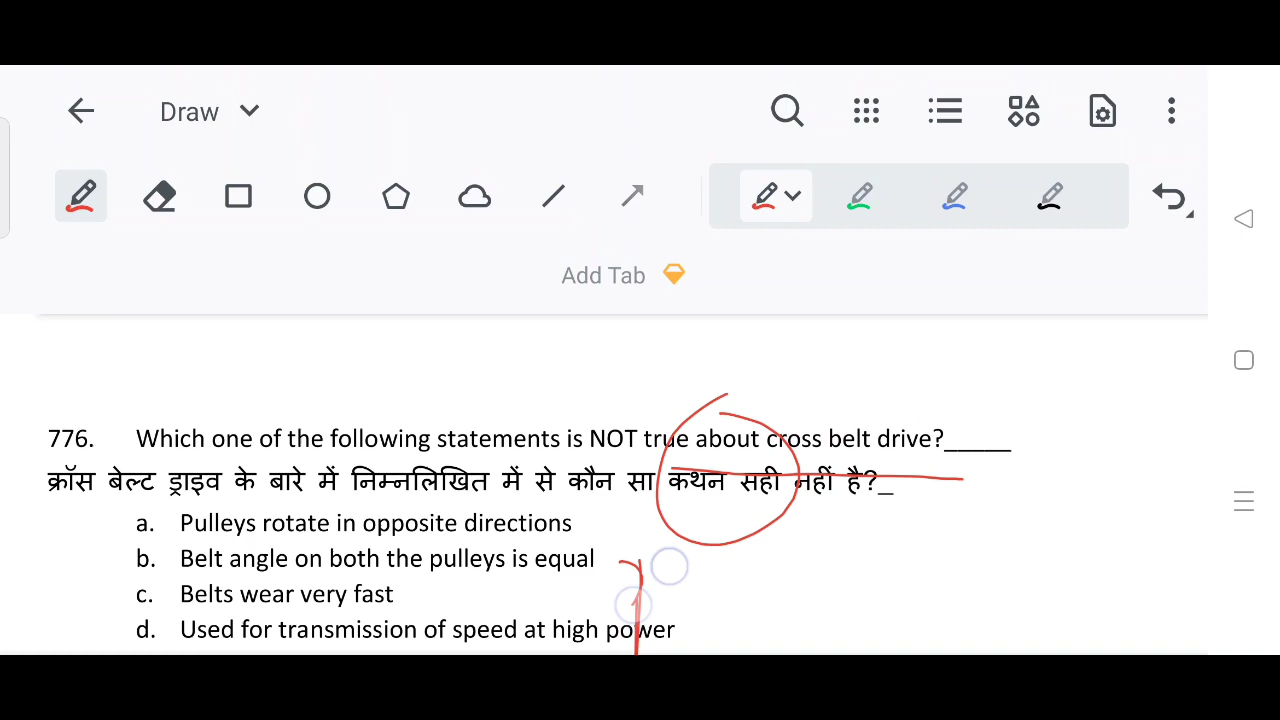 Draw
Add Tab
776. Which one of the following statements is NOT true about cross belt drive?_____
क्रॉस बेल्ट ड्राइव के बारे में निम्नलिखित में से कौन सा कथन सही नहीं है?_
a. Pulleys rotate in opposite directions
b. Belt angle on both the pulleys is equal
c. Belts wear very fast
d. Used for transmission of speed at high power